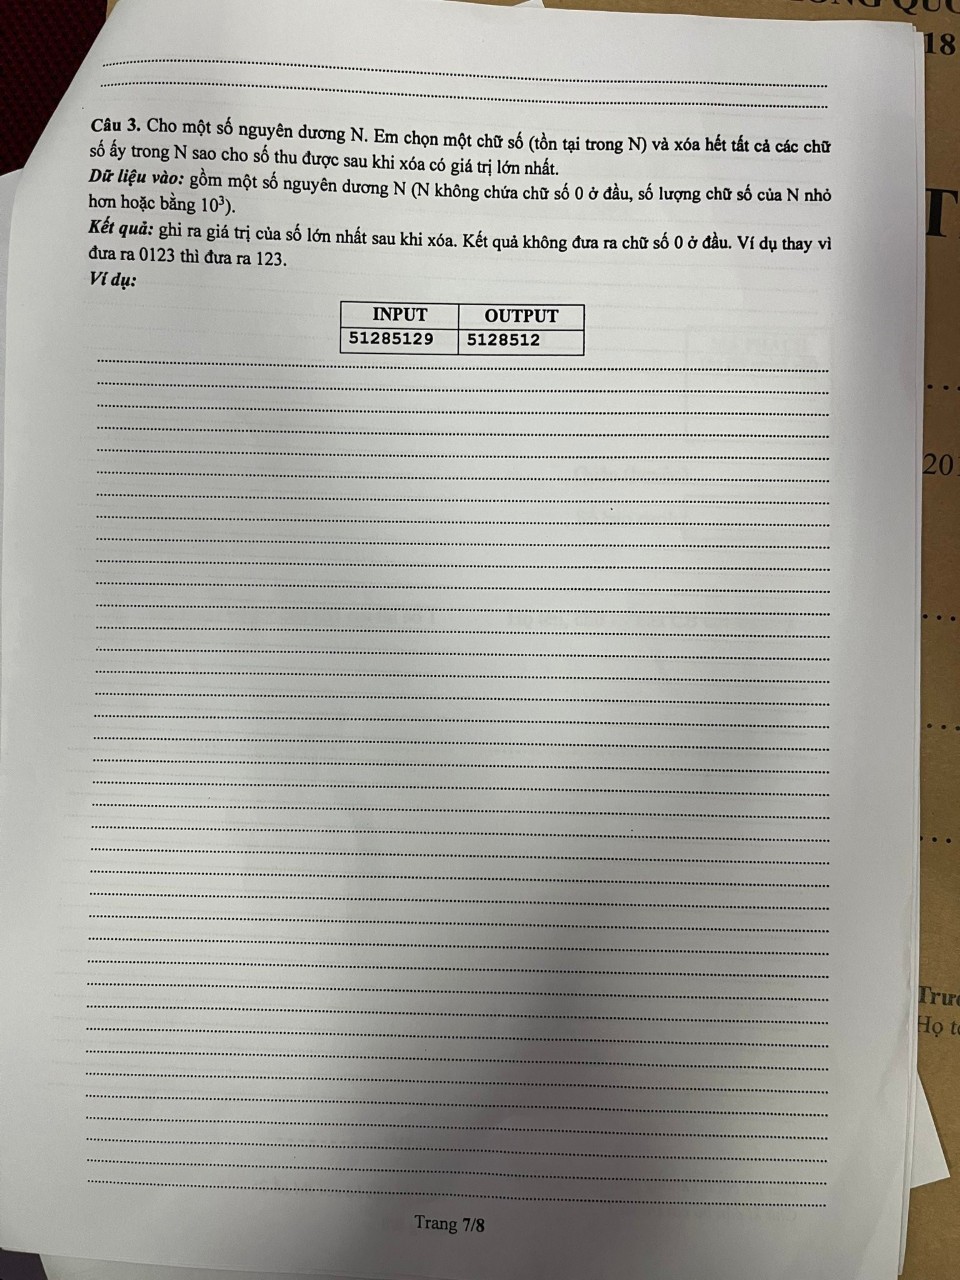 Câu 3. Cho một số nguyên dương N. Em chọn một chữ số (tồn tại trong N) và xóa hết tất cả các chữ
số ấy trong N sao cho số thu được sau khi xóa có giá trị lớn nhất.
Dữ liệu vào: gồm một số nguyên dương N (N không chứa chữ số 0 ở đầu, số lượng chữ số của N nhỏ
hơn hoặc bằng 10³).
Kết quả: ghi ra giá trị của số lớn nhất sau khi xóa. Kết quả không đưa ra chữ số 0 ở đầu. Ví dụ thay vì
đưa ra 0123 thì đưa ra 123.
Ví dụ:
INPUT OUTPUT
51285129 5128512
Trang 7/8
18
T
201
Họ